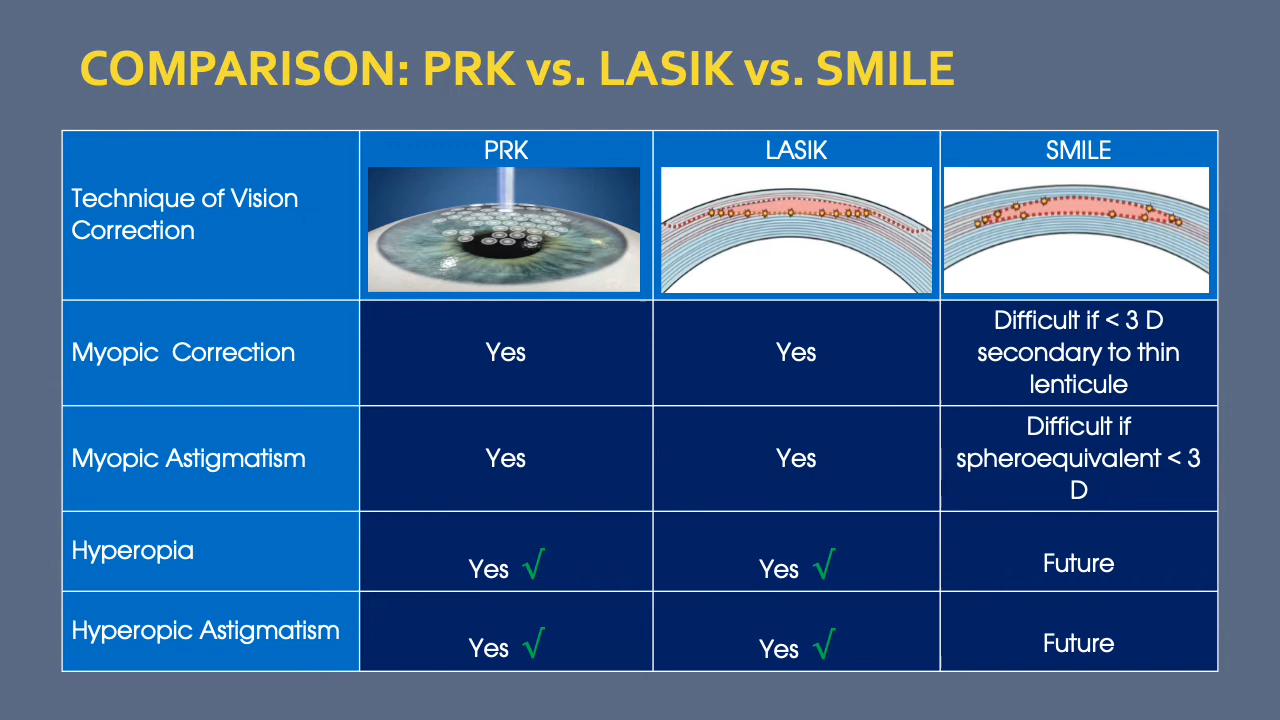 COMPARISON: PRK vs. LASIK vs. SMILE
Technique of Vision
Correction
PRK
LASIK
SMILE
Myopic Correction
Yes
Yes
Difficult if < 3 D
secondary to thin
lenticule
Myopic Astigmatism
Yes
Yes
Difficult if
spheroequivalent < 3
D
Hyperopia
Yes √
Yes √
Future
Hyperopic Astigmatism
Yes √
Yes √
Future